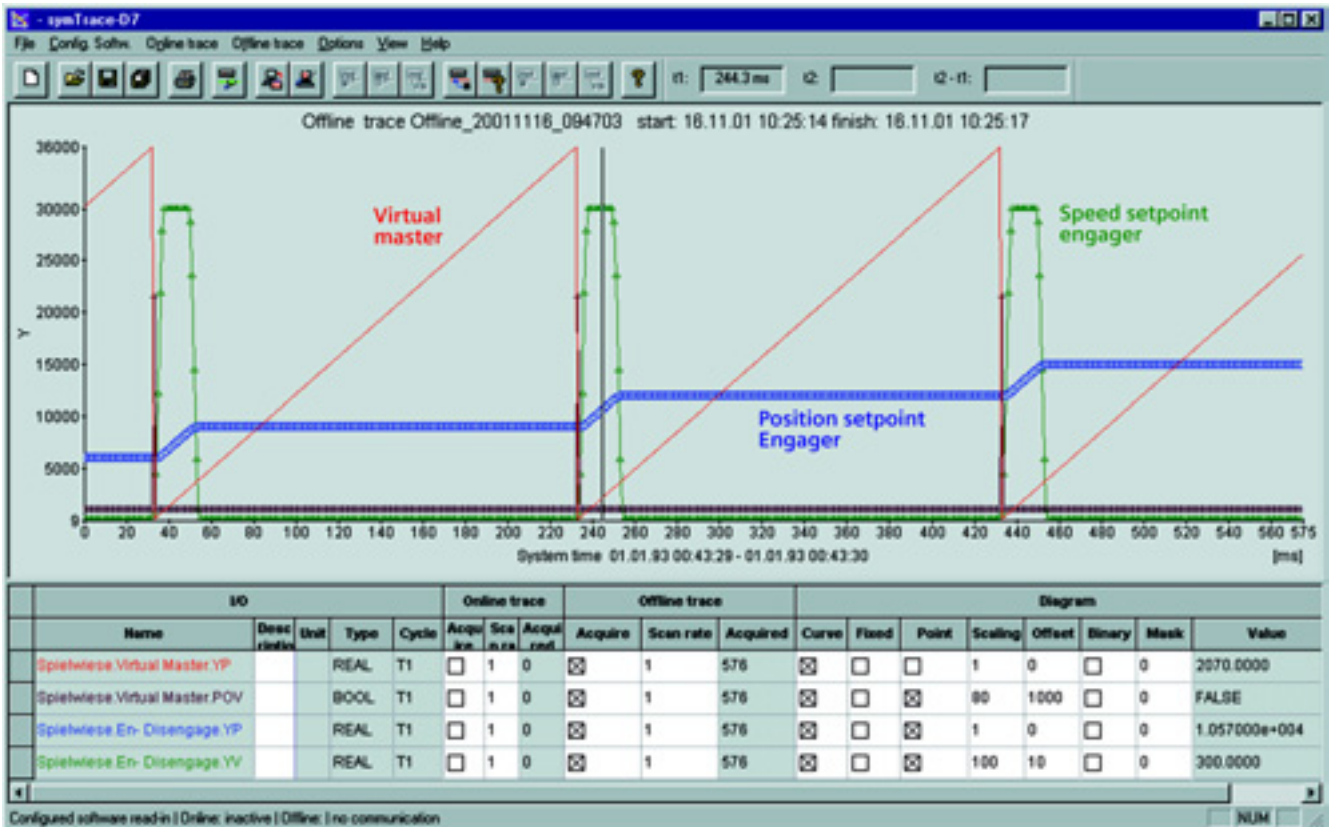 - symTrace-D7
File Config. Softw. Online trace Offline trace Options View Help
t1: 244.3 ms t2: t2 - t1:
Offline trace Offline_20011116_094703 start: 16.11.01 10:25:14 finish: 16.11.01 10:25:17
36000
30000
25000
20000
15000
10000
5000
9
Y
Virtual
master
Speed setpoint
engager
Position setpoint
Engager
0 20 40 60 80 100 120 140 160 180 200 220 240 260 280 300 320 340 360 380 400 420 440 460 480 500 520 540 560 575
System time 01.01.93 00:43:29 - 01.01.93 00:43:30 [ms]
I/O Online trace Offline trace Diagram
Name Desc Unit Type Cycle Acqu Sca Acqui Acquire Scan rate Acquired Curve Fixed Point Scaling Offset Binary Mask Value
Spielwiese.Virtual Master.YP REAL T1 1 0 1 576 1 0 0 2070.0000
Spielwiese.Virtual Master.POV BOOL T1 1 0 1 576 80 1000 0 FALSE
Spielwiese.En- Disengage.YP REAL T1 1 0 1 576 1 0 0 1.057000e+004
Spielwiese.En- Disengage.YV REAL T1 1 0 1 576 100 10 0 300.0000
Configured software read-in | Online: inactive | Offline: | no communication NUM